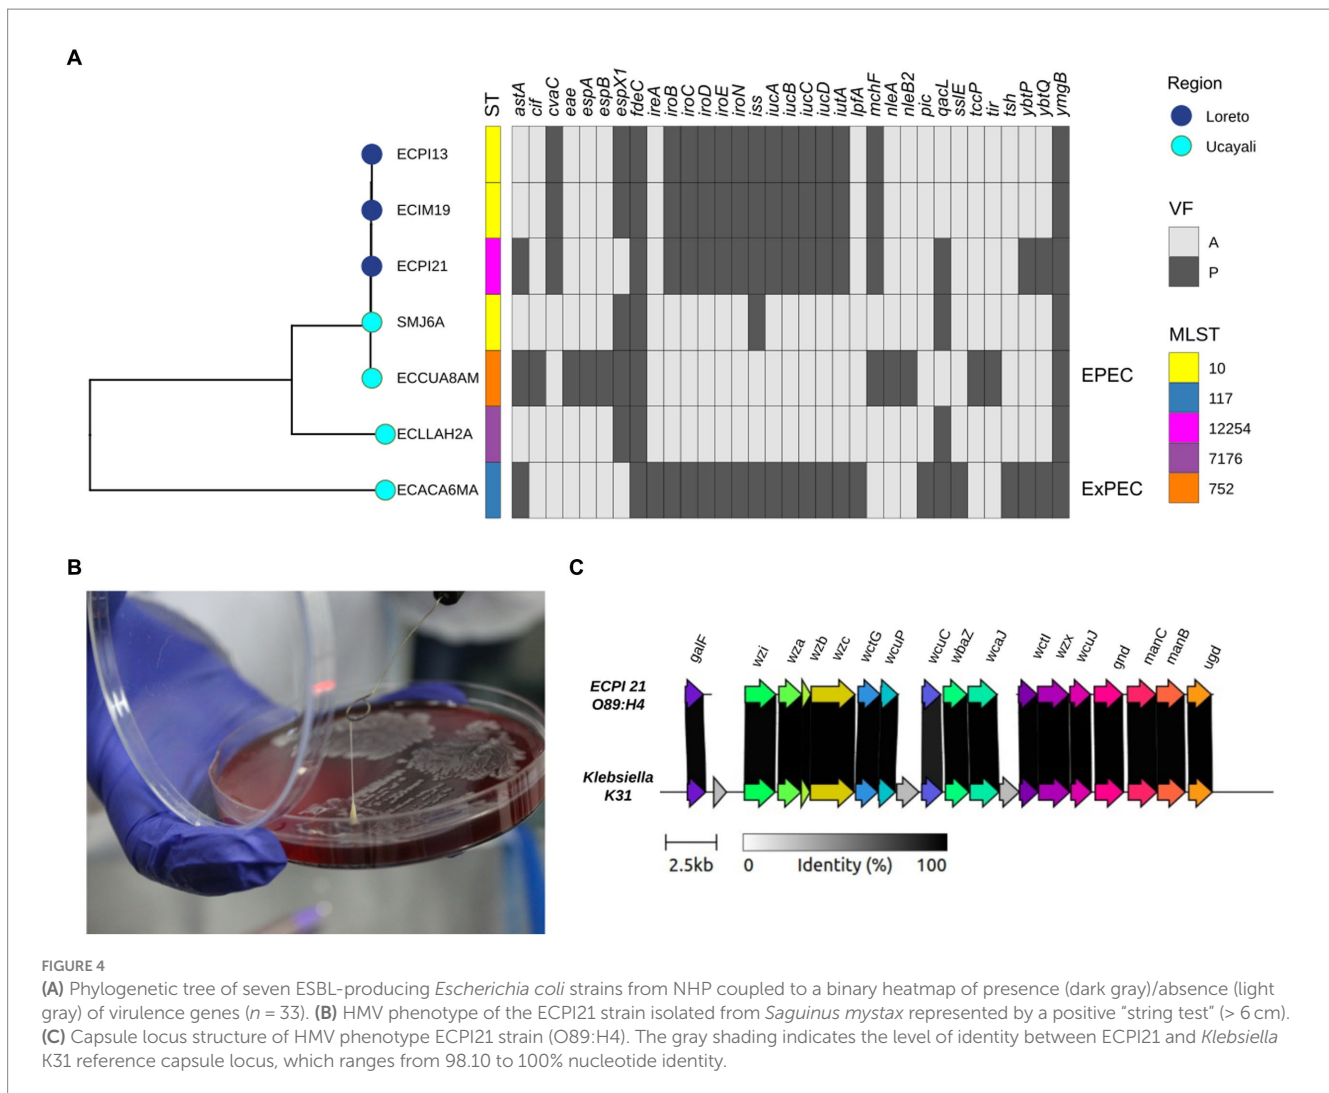 A
ST
astA
cif
cvaC
eae
espA
espB
espX1
fdeC
ireA
iroB
iroC
iroD
iroE
iroN
iss
iucA
iucB
iucC
iucD
iutA
lpfA
mchF
nleA
nleB2
pic
qacL
sslE
tccP
tir
tsh
ybtP
ybtQ
ymgB
ECPI13
ECIM19
ECPI21
SMJ6A
ECCUA8AM
ECLLAH2A
ECACA6MA
EPEC
ExPEC
Region
Loreto
Ucayali
VF
A
P
MLST
10
117
12254
7176
752
B
C
galF
wzi
wza
wzb
wzc
wctG
wcuP
wcuC
wbaZ
wcaJ
wctI
wzx
wcuJ
gnd
manC
manB
ugd
ECPI 21
O89:H4
Klebsiella
K31
2.5kb
0 Identity (%) 100
FIGURE 4
(A) Phylogenetic tree of seven ESBL-producing Escherichia coli strains from NHP coupled to a binary heatmap of presence (dark gray)/absence (light
gray) of virulence genes (n = 33). (B) HMV phenotype of the ECPI21 strain isolated from Saguinus mystax represented by a positive “string test” (> 6 cm).
(C) Capsule locus structure of HMV phenotype ECPI21 strain (O89:H4). The gray shading indicates the level of identity between ECPI21 and Klebsiella
K31 reference capsule locus, which ranges from 98.10 to 100% nucleotide identity.